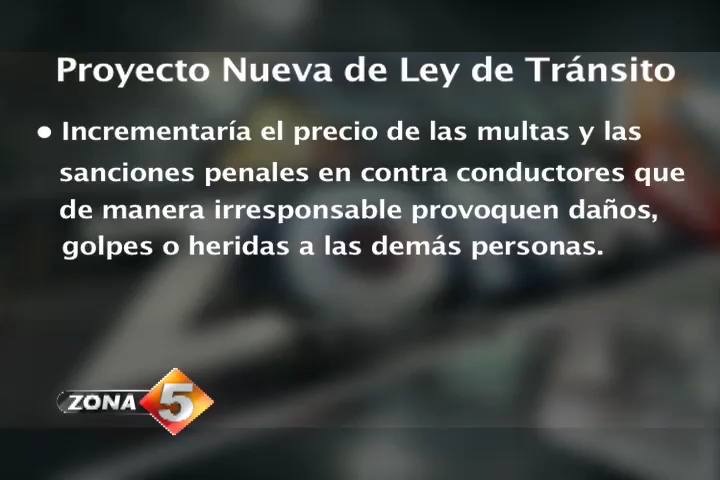 Proyecto Nueva de Ley de Tránsito
● Incrementaría el precio de las multas y las
sanciones penales en contra conductores que
de manera irresponsable provoquen daños,
golpes o heridas a las demás personas.
ZONA 5